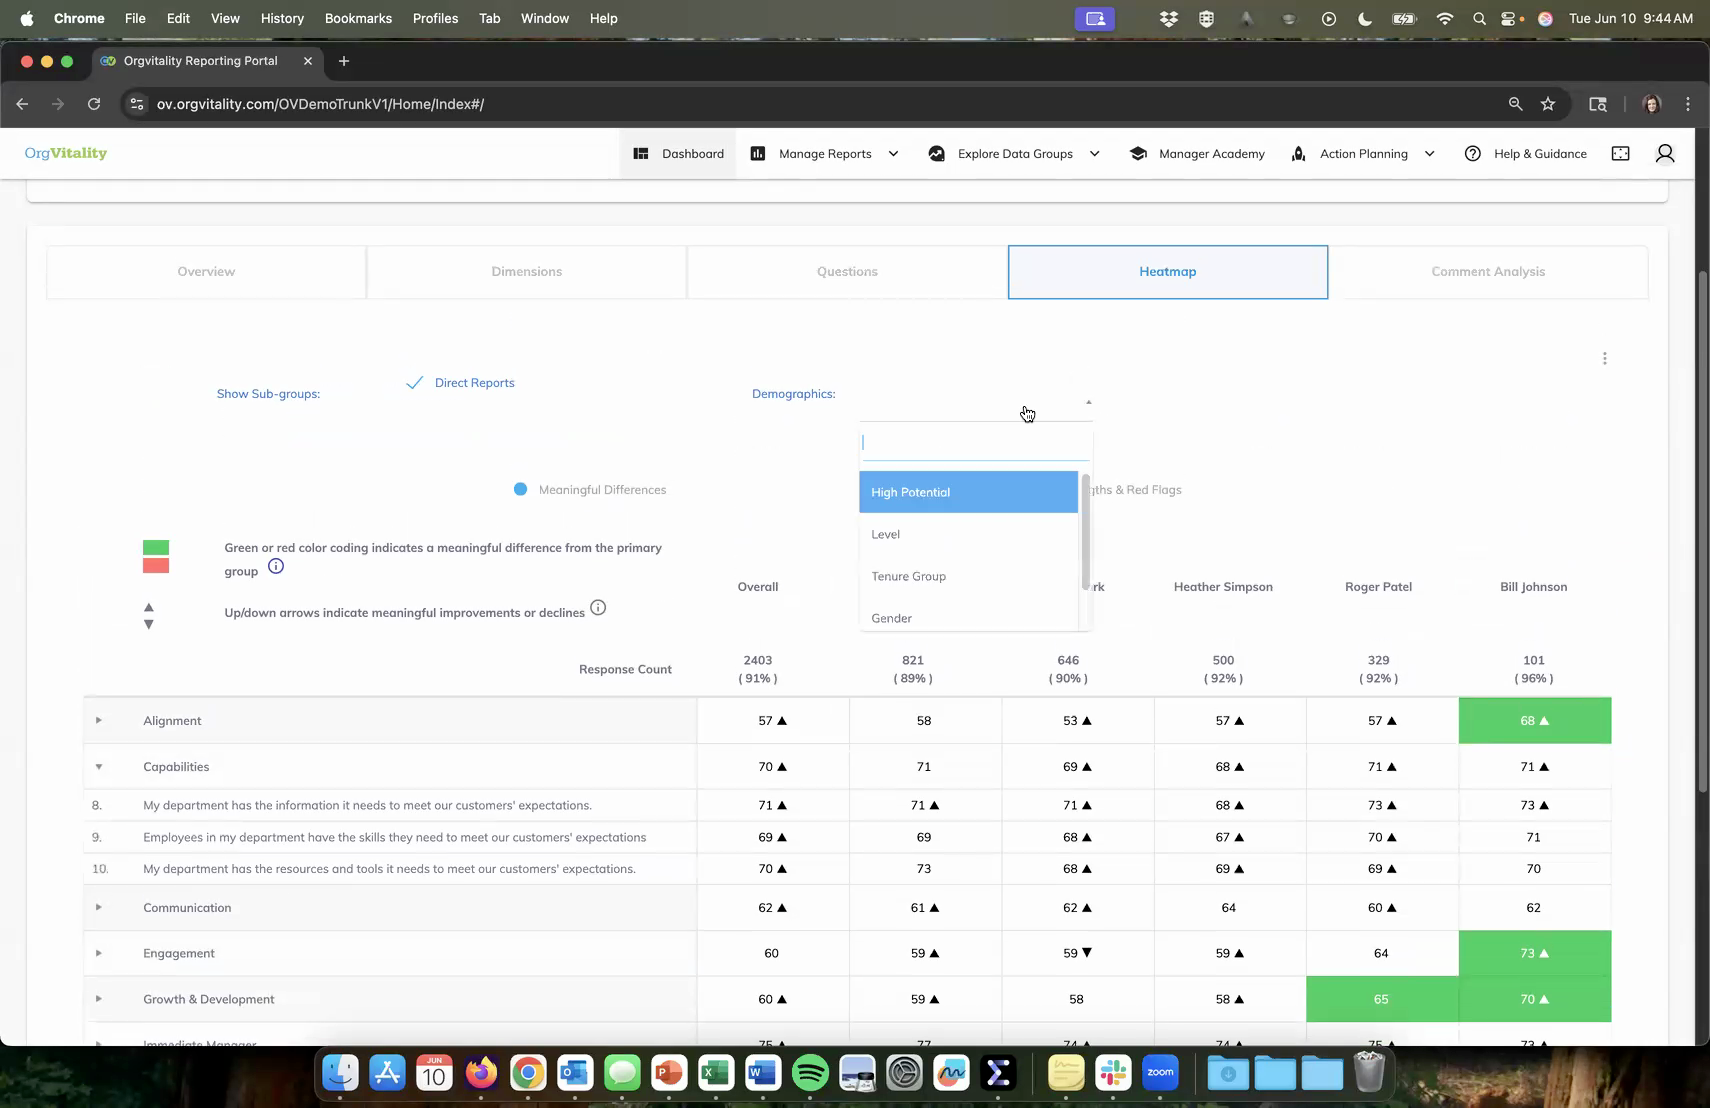 Chrome File Edit View History Bookmarks Profiles Tab Window Help Tue Jun 10 9:44 AM
Orgvitality Reporting Portal
ov.orgvitality.com/OVDemoTrunkV1/Home/Index#/
OrgVitality Dashboard Manage Reports Explore Data Groups Manager Academy Action Planning Help & Guidance
Overview Dimensions Questions Heatmap Comment Analysis
Show Sub-groups: Direct Reports Demographics:
Meaningful Differences & Red Flags
High Potential
Level
Tenure Group
Gender
Green or red color coding indicates a meaningful difference from the primary
group
Up/down arrows indicate meaningful improvements or declines
Overall Heather Simpson Roger Patel Bill Johnson
Response Count 2403 821 646 500 329 101
( 91% ) ( 89% ) ( 90% ) ( 92% ) ( 92% ) ( 96% )
Alignment 57 ▲ 58 53 ▲ 57 ▲ 57 ▲ 68 ▲
Capabilities 70 ▲ 71 69 ▲ 68 ▲ 71 ▲ 71 ▲
8. My department has the information it needs to meet our customers' expectations. 71 ▲ 71 ▲ 71 ▲ 68 ▲ 73 ▲ 73 ▲
9. Employees in my department have the skills they need to meet our customers' expectations 69 ▲ 69 68 ▲ 67 ▲ 70 ▲ 71
10. My department has the resources and tools it needs to meet our customers' expectations. 70 ▲ 73 68 ▲ 69 ▲ 69 ▲ 70
Communication 62 ▲ 61 ▲ 62 ▲ 64 60 ▲ 62
Engagement 60 59 ▲ 59 ▼ 59 ▲ 64 73 ▲
Growth & Development 60 ▲ 59 ▲ 58 58 ▲ 65 70 ▲
Immediate Manager 75 77 74 74 75 73
JUN
10
zoom